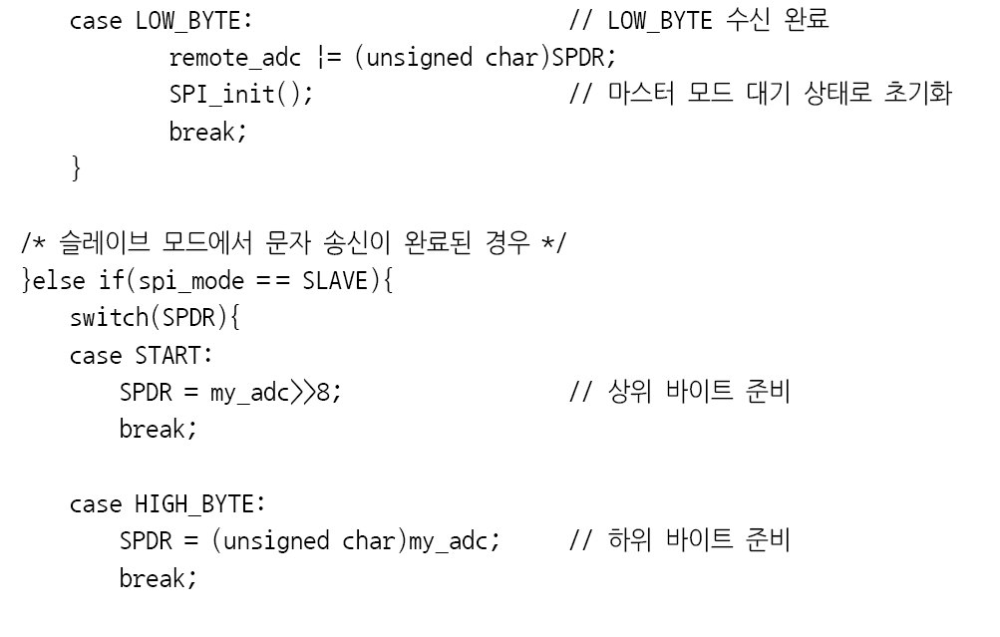 case LOW_BYTE: // LOW_BYTE 수신 완료
remote_adc |= (unsigned char)SPDR;
SPI_init(); // 마스터 모드 대기 상태로 초기화
break;
}
/* 슬레이브 모드에서 문자 송신이 완료된 경우 */
}else if(spi_mode == SLAVE){
switch(SPDR){
case START:
SPDR = my_adc>>8; // 상위 바이트 준비
break;
case HIGH_BYTE:
SPDR = (unsigned char)my_adc; // 하위 바이트 준비
break;